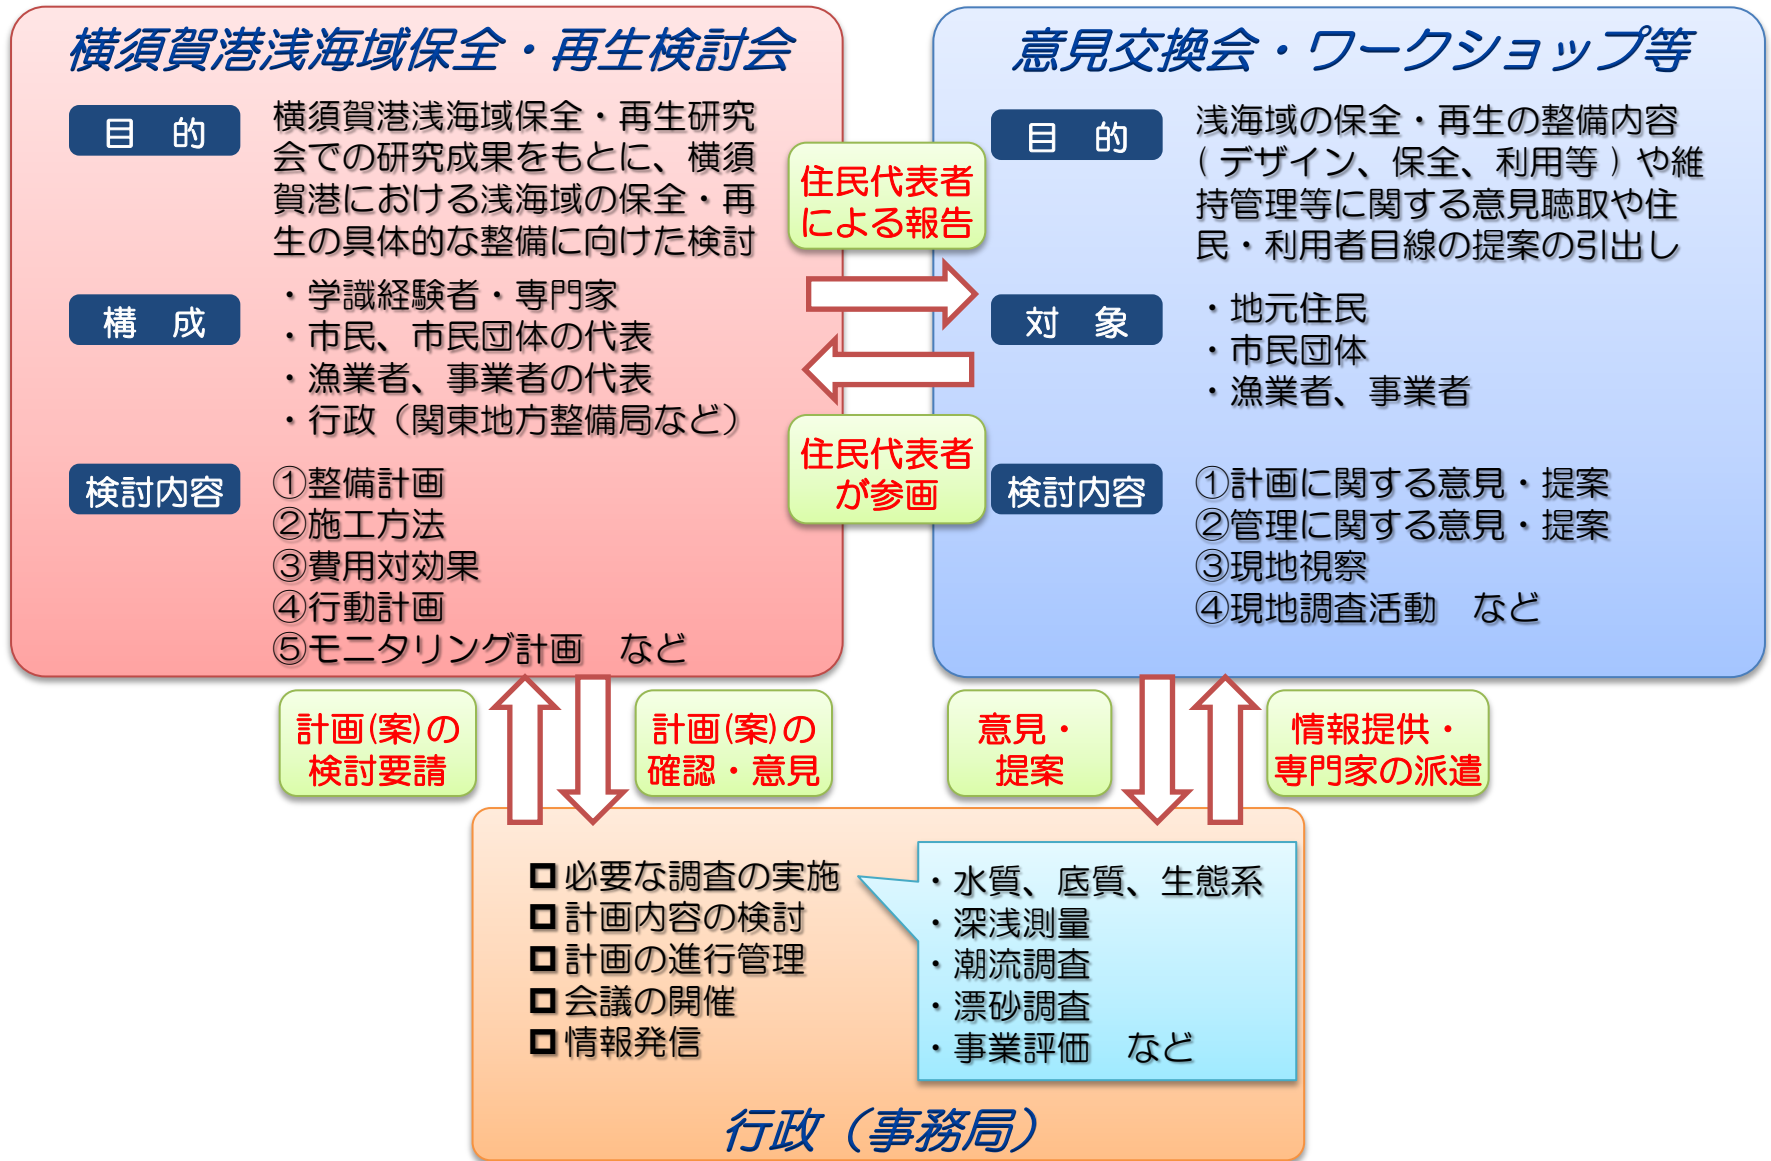 横須賀港浅海域保全・再生検討会
目　的
横須賀港浅海域保全・再生研究
会での研究成果をもとに、横須
賀港における浅海域の保全・再
生の具体的な整備に向けた検討
構　成
・学識経験者・専門家
・市民、市民団体の代表
・漁業者、事業者の代表
・行政（関東地方整備局など）
検討内容
①整備計画
②施工方法
③費用対効果
④行動計画
⑤モニタリング計画　など
住民代表者
による報告
住民代表者
が参画
意見交換会・ワークショップ等
目　的
浅海域の保全・再生の整備内容
(デザイン、保全、利用等)や維
持管理等に関する意見聴取や住
民・利用者目線の提案の引出し
対　象
・地元住民
・市民団体
・漁業者、事業者
検討内容
①計画に関する意見・提案
②管理に関する意見・提案
③現地視察
④現地調査活動　など
計画(案)の
検討要請
計画(案)の
確認・意見
意見・
提案
情報提供・
専門家の派遣
必要な調査の実施
計画内容の検討
計画の進行管理
会議の開催
情報発信
・水質、底質、生態系
・深浅測量
・潮流調査
・漂砂調査
・事業評価　など
行政（事務局）